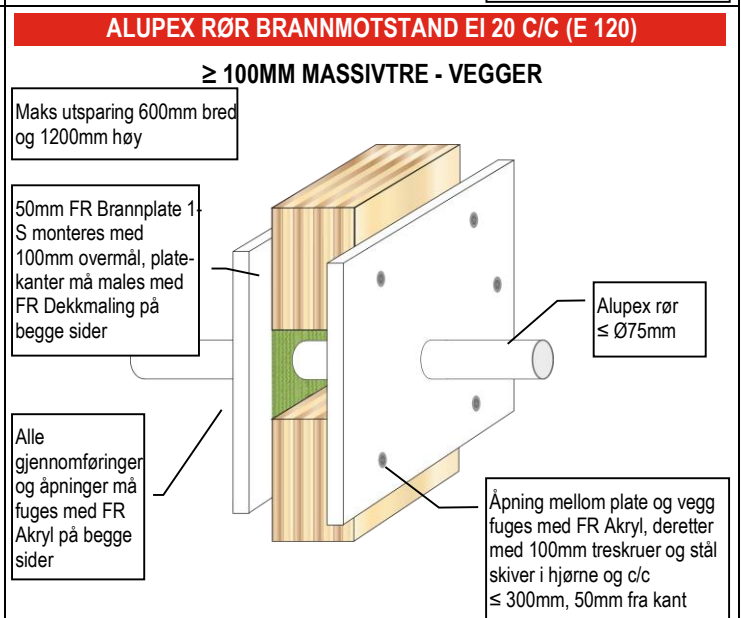 ALUPEX RØR BRANNMOTSTAND EI 20 C/C (E 120)
≥ 100MM MASSIVTRE - VEGGER
Maks utsparing 600mm bred
og 1200mm høy
50mm FR Brannplate 1-
S monteres med
100mm overmål, plate-
kanter må males med
FR Dekkmaling på
begge sider
Alupex rør
≤ Ø75mm
Alle
gjennomføringer
og åpninger må
fuges med FR
Akryl på begge
sider
Åpning mellom plate og vegg
fuges med FR Akryl, deretter
med 100mm treskruer og stål
skiver i hjørne og c/c
≤ 300mm, 50mm fra kant